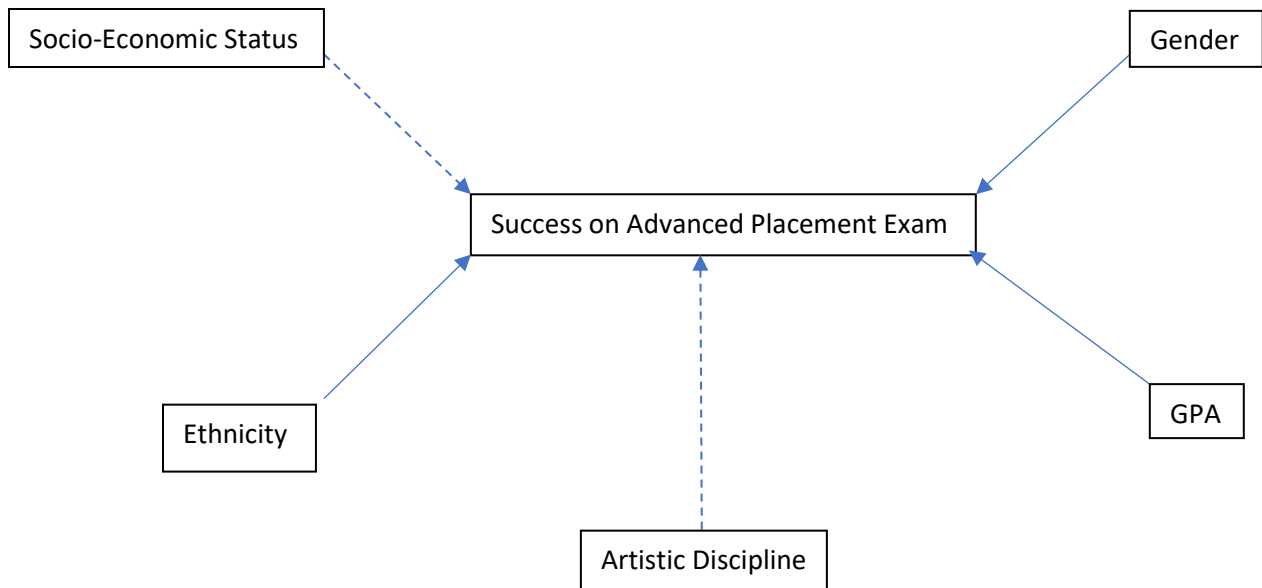 Socio-Economic Status
Gender
Success on Advanced Placement Exam
Ethnicity
GPA
Artistic Discipline